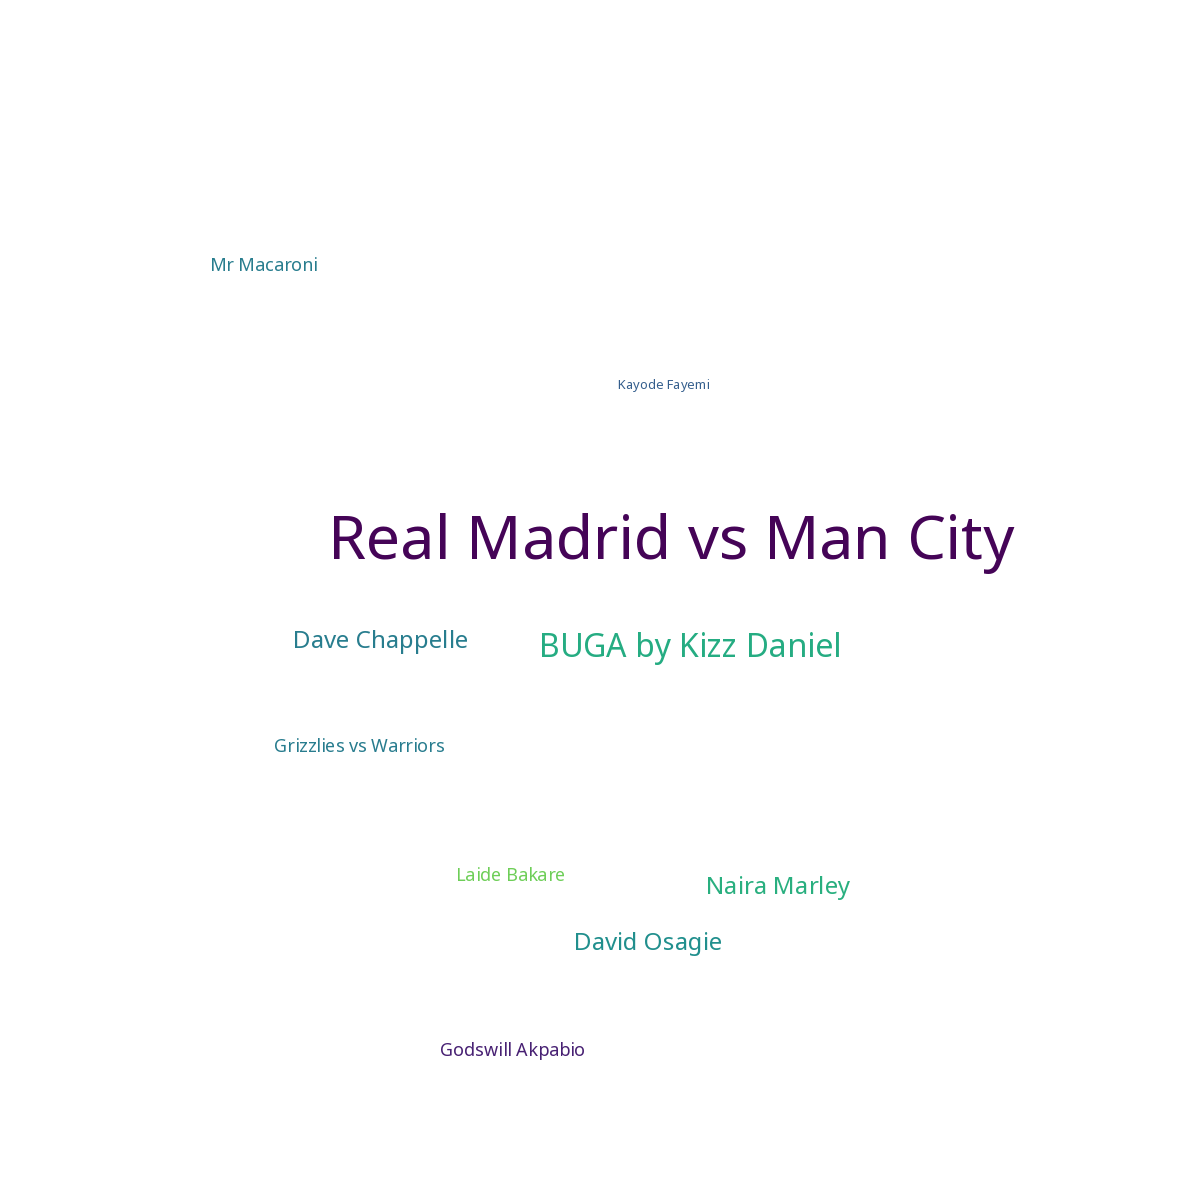 Mr Macaroni
Kayode Fayemi
Real Madrid vs Man City
Dave Chappelle
BUGA by Kizz Daniel
Grizzlies vs Warriors
Laide Bakare
Naira Marley
David Osagie
Godswill Akpabio